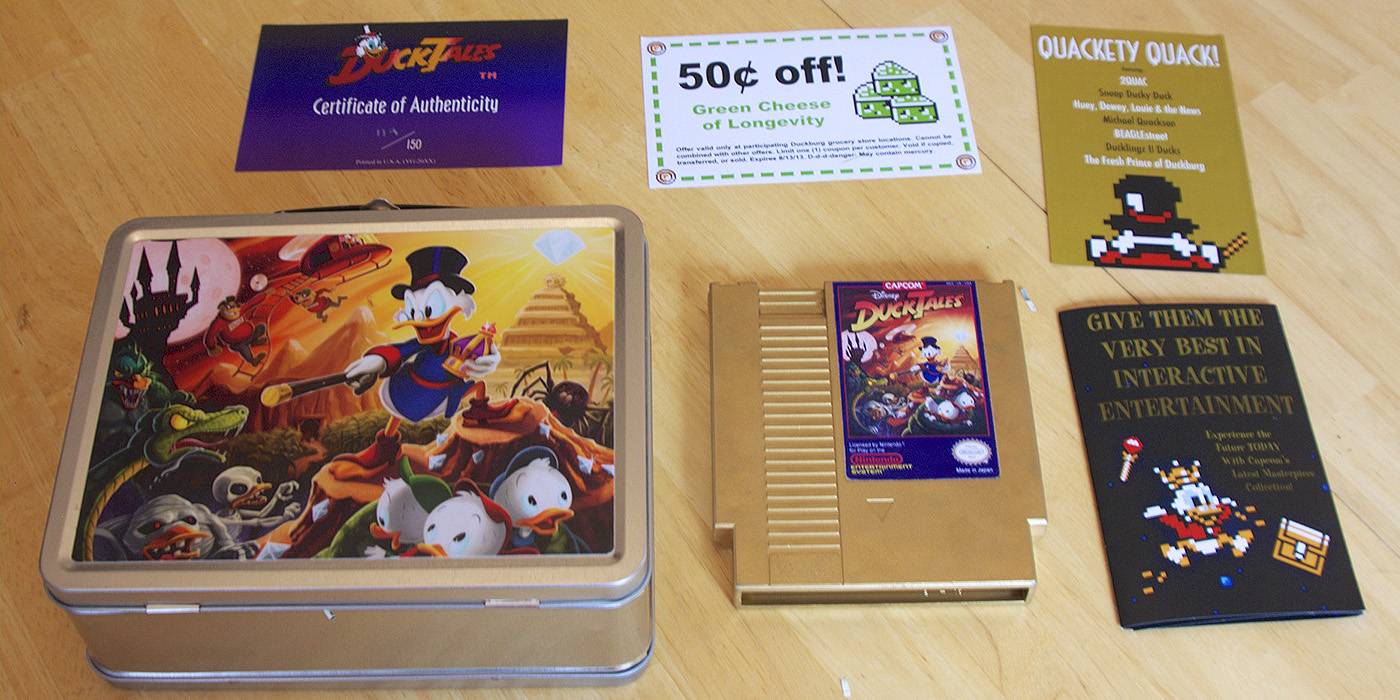 DUCKTALES
TM
Certificate of Authenticity
150
50¢ off!
Green Cheese
of Longevity
Offer valid only at participating Duckburg grocery store locations. Cannot be
combined with other offers. Limit one (1) coupon per customer. Void if copied,
transferred, or sold. Expires 8/13/13. D-d-d-danger: May contain mercury.
QUACKETY QUACK!
2QUAC
Snoop Ducky Duck
Huey, Dewey, Louie & the News
Michael Quackson
BEAGLEstreet
Ducklingz II Ducks
The Fresh Prince of Duckburg
CAPCOM
Disney
DUCKTALES
Licensed by Nintendo
for Play on the
Nintendo
ENTERTAINMENT
SYSTEM
Made in Japan
GIVE THEM THE
VERY BEST IN
INTERACTIVE
ENTERTAINMENT
Experience the
Future TODAY
With Capcom's
Latest Masterpiece
Collection!